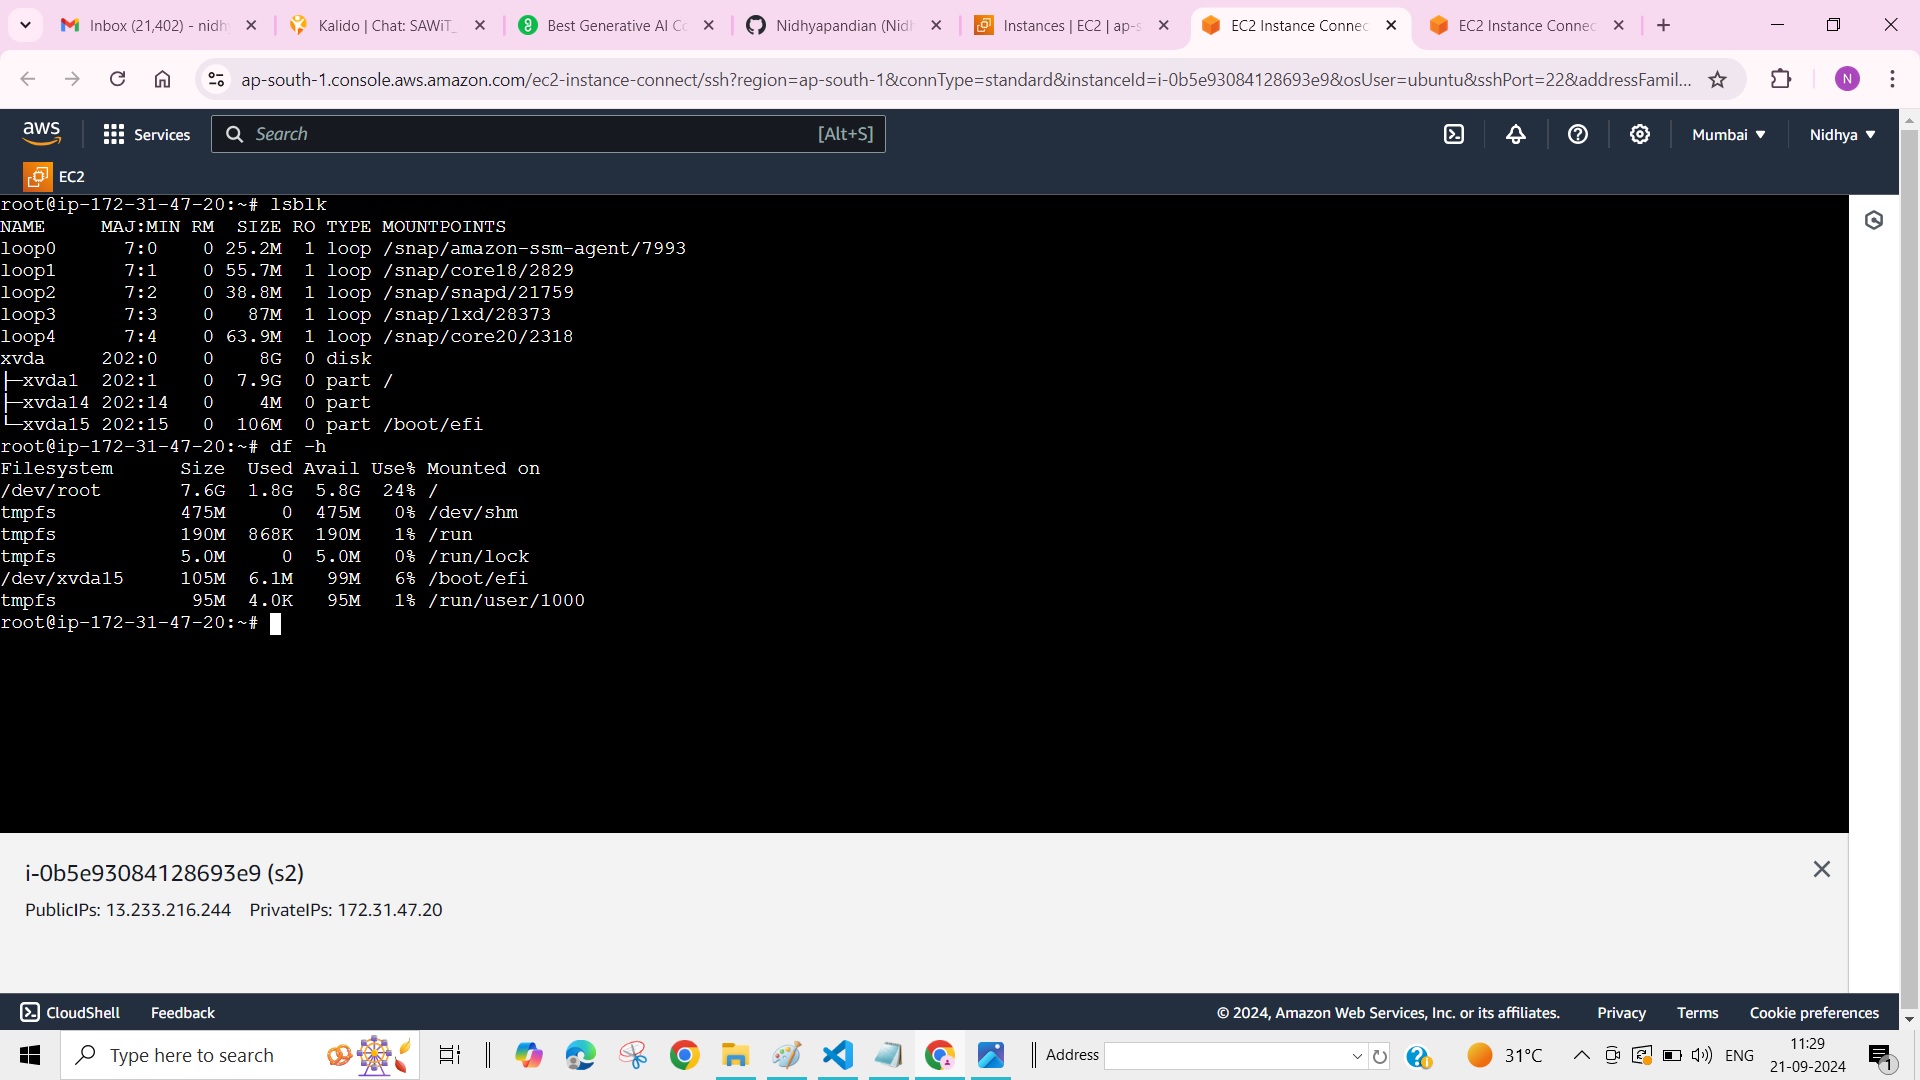 Inbox (21,402) - nidhy
Kalido | Chat: SAWiT_
Best Generative AI Co
Nidhyapandian (Nidh
Instances | EC2 | ap-s
EC2 Instance Connec
EC2 Instance Connec
ap-south-1.console.aws.amazon.com/ec2-instance-connect/ssh?region=ap-south-1&connType=standard&instanceId=i-0b5e93084128693e9&osUser=ubuntu&sshPort=22&addressFamil...
N
aws
Services
Search
[Alt+S]
Mumbai
Nidhya
EC2
root@ip-172-31-47-20:~# lsblk
NAME     MAJ:MIN RM  SIZE RO TYPE MOUNTPOINTS
loop0      7:0    0 25.2M  1 loop /snap/amazon-ssm-agent/7993
loop1      7:1    0 55.7M  1 loop /snap/core18/2829
loop2      7:2    0 38.8M  1 loop /snap/snapd/21759
loop3      7:3    0   87M  1 loop /snap/lxd/28373
loop4      7:4    0 63.9M  1 loop /snap/core20/2318
xvda     202:0    0    8G  0 disk
├─xvda1  202:1    0  7.9G  0 part /
├─xvda14 202:14   0    4M  0 part
└─xvda15 202:15   0  106M  0 part /boot/efi
root@ip-172-31-47-20:~# df -h
Filesystem      Size  Used Avail Use% Mounted on
/dev/root       7.6G  1.8G  5.8G  24% /
tmpfs           475M     0  475M   0% /dev/shm
tmpfs           190M  868K  190M   1% /run
tmpfs           5.0M     0  5.0M   0% /run/lock
/dev/xvda15     105M  6.1M   99M   6% /boot/efi
tmpfs            95M  4.0K   95M   1% /run/user/1000
root@ip-172-31-47-20:~#
i-0b5e93084128693e9 (s2)
PublicIPs: 13.233.216.244   PrivateIPs: 172.31.47.20
CloudShell
Feedback
© 2024, Amazon Web Services, Inc. or its affiliates.
Privacy
Terms
Cookie preferences
Type here to search
Address
31°C
ENG
11:29
21-09-2024
1